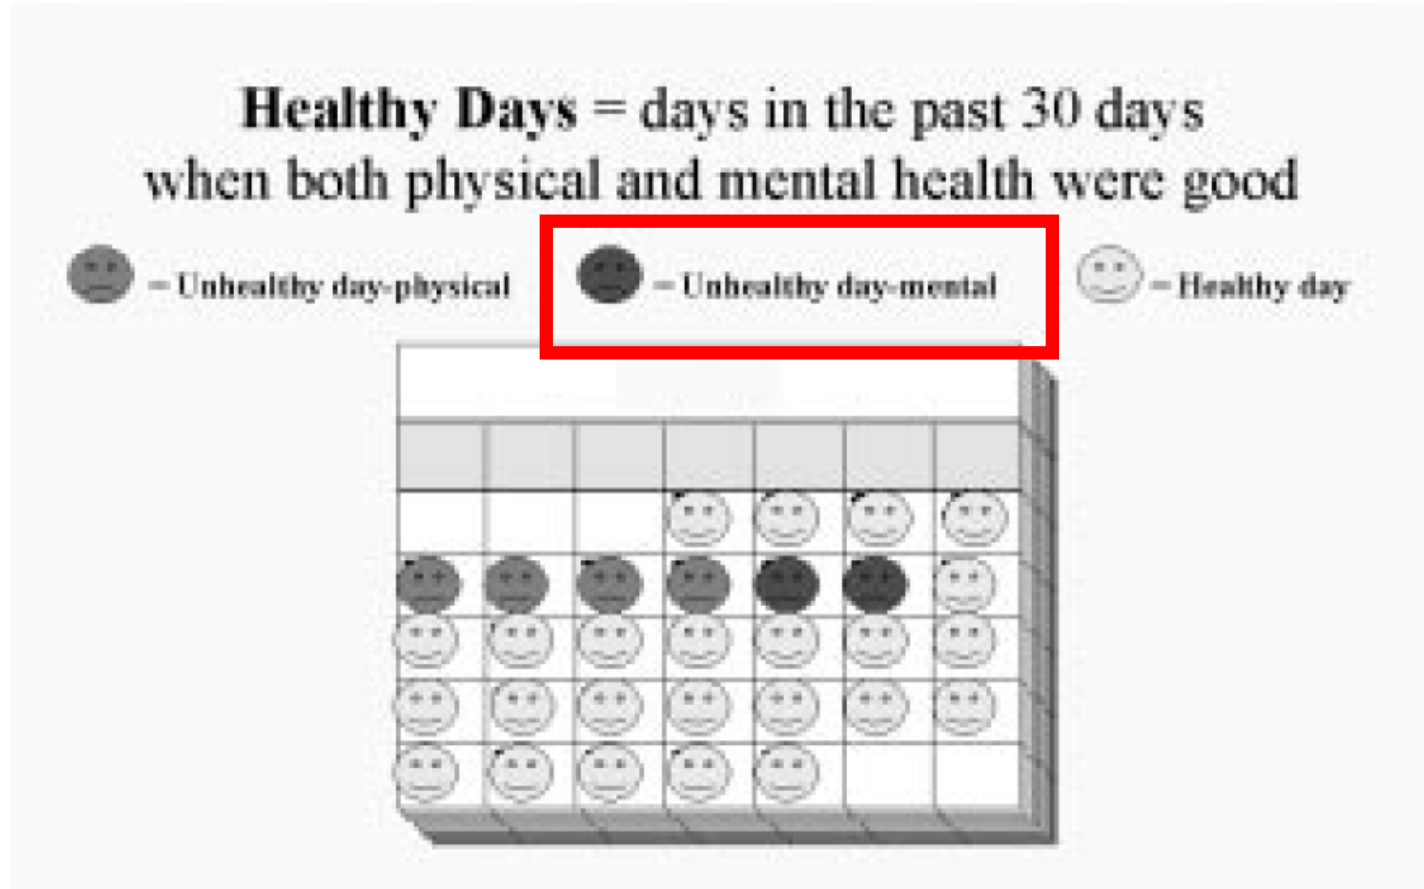 Healthy Days = days in the past 30 days
when both physical and mental health were good
= Unhealthy day-physical = Unhealthy day-mental = Healthy day